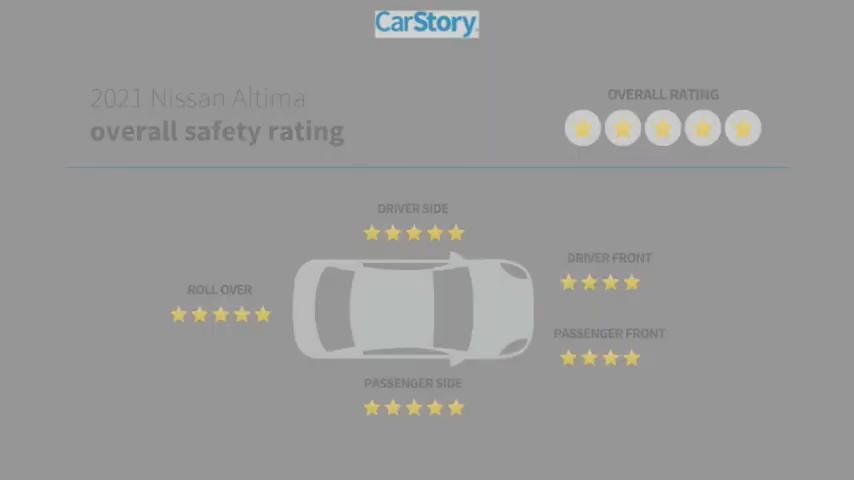 CarStory
2021 Nissan Altima
overall safety rating
OVERALL RATING
DRIVER SIDE
DRIVER FRONT
ROLL OVER
PASSENGER FRONT
PASSENGER SIDE